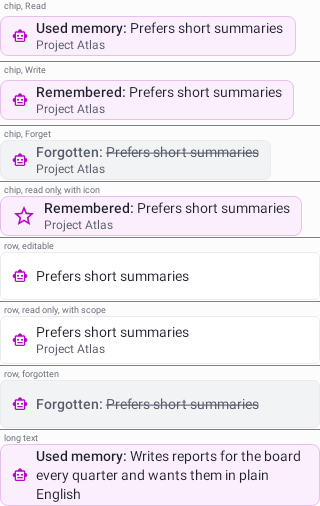 chip, Read
Used memory: Prefers short summaries
Project Atlas
chip, Write
Remembered: Prefers short summaries
Project Atlas
chip, Forget
Forgotten: Prefers short summaries
Project Atlas
chip, read only, with icon
Remembered: Prefers short summaries
Project Atlas
row, editable
Prefers short summaries
row, read only, with scope
Prefers short summaries
Project Atlas
row, forgotten
Forgotten: Prefers short summaries
long text
Used memory: Writes reports for the board
every quarter and wants them in plain
English